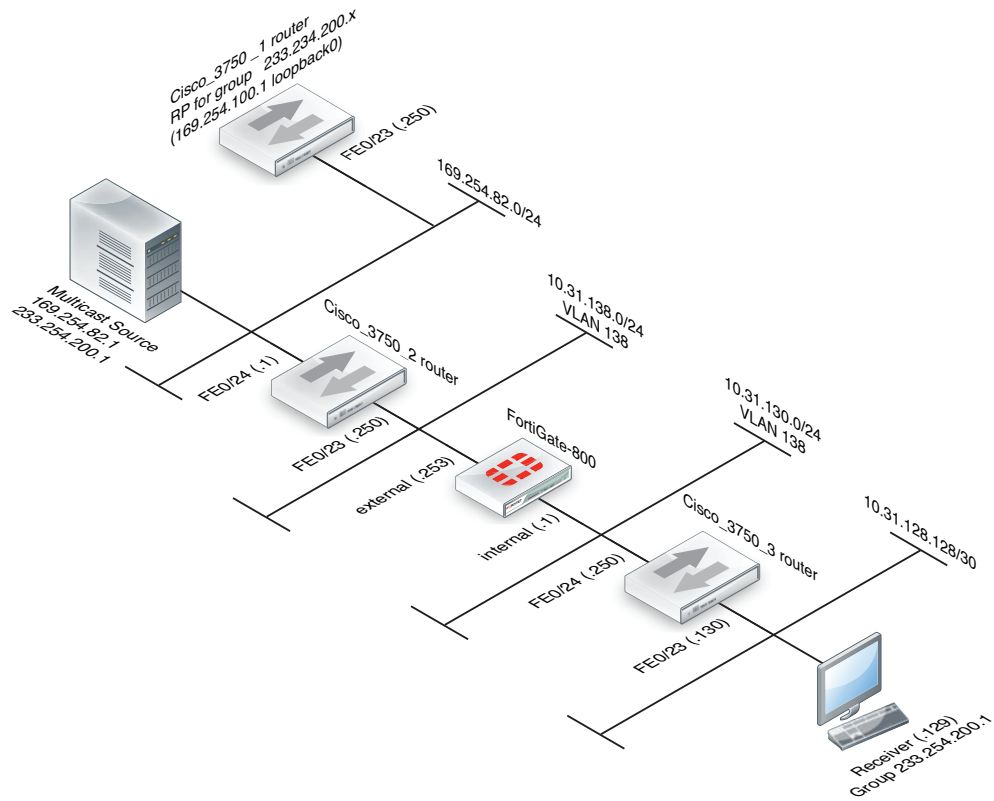 Cisco_3750 _1 router
RP for group 233.234.200.x
(169.254.100.1 loopback0)
FE0/23 (.250)
169.254.82.0/24
Multicast Source
169.254.82.1
233.254.200.1
FE0/24 (.1)
Cisco_3750_2 router
10.31.138.0/24
VLAN 138
FE0/23 (.250)
external (.253)
FortiGate-800
10.31.130.0/24
VLAN 138
internal (.1)
FE0/24 (.250)
Cisco_3750_3 router
10.31.128.128/30
FE0/23 (.130)
Receiver (.129)
Group 233.254.200.1